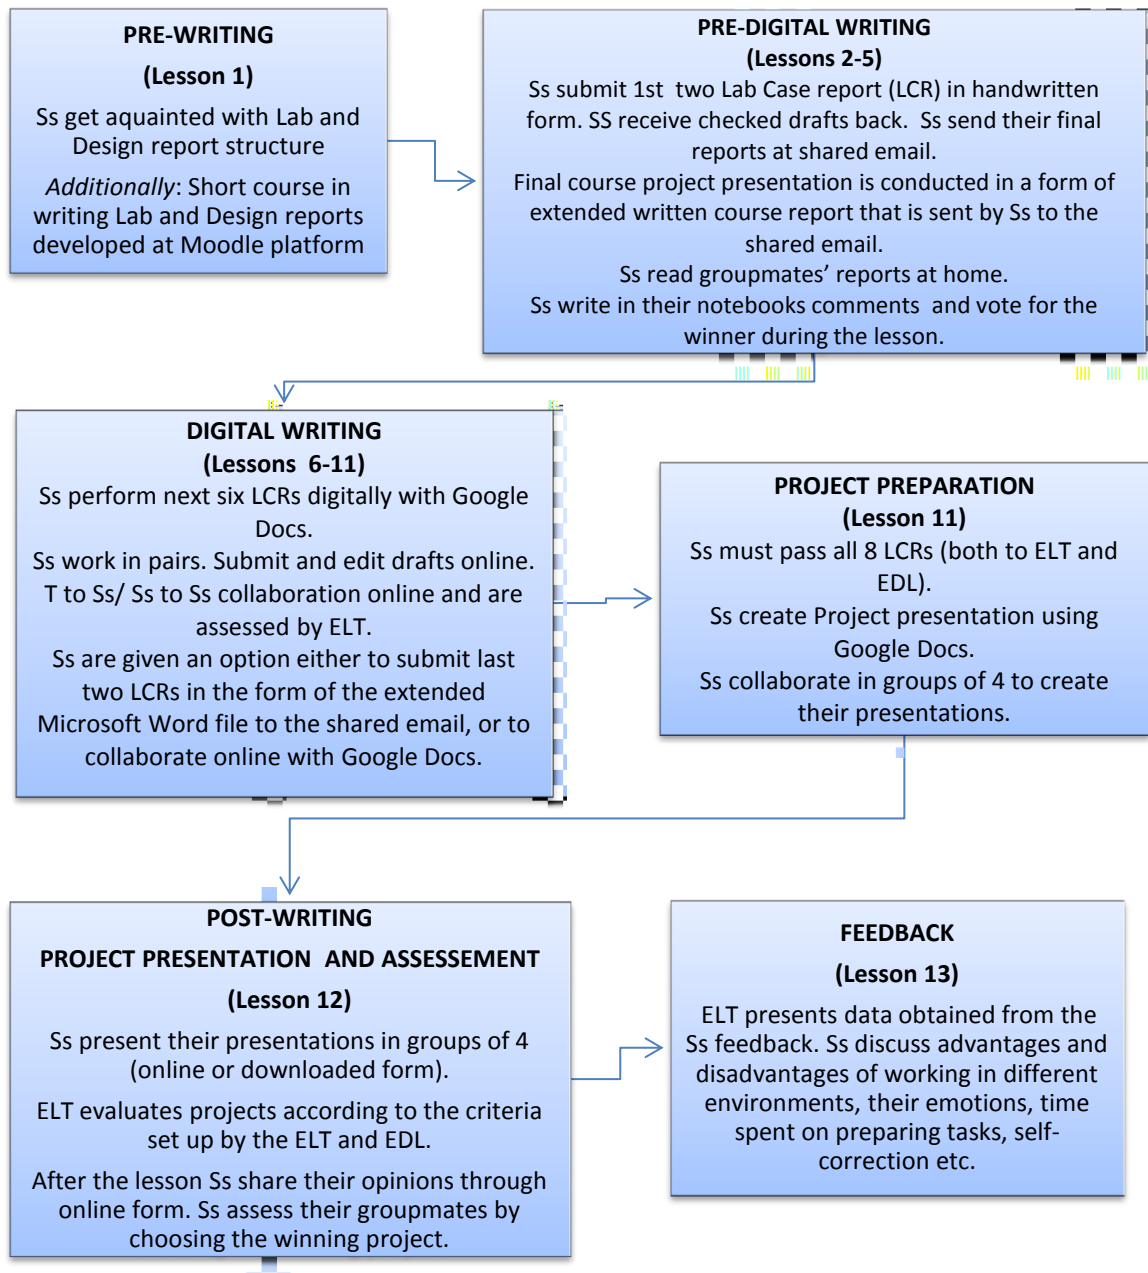 PRE-WRITING
(Lesson 1)
Ss get aquainted with Lab and
Design report structure
Additionally: Short course in
writing Lab and Design reports
developed at Moodle platform
PRE-DIGITAL WRITING
(Lessons 2-5)
Ss submit 1st two Lab Case report (LCR) in handwritten
form. SS receive checked drafts back. Ss send their final
reports at shared email.
Final course project presentation is conducted in a form of
extended written course report that is sent by Ss to the
shared email.
Ss read groupmates’ reports at home.
Ss write in their notebooks comments and vote for the
winner during the lesson.
DIGITAL WRITING
(Lessons 6-11)
Ss perform next six LCRs digitally with Google
Docs.
Ss work in pairs. Submit and edit drafts online.
T to Ss/ Ss to Ss collaboration online and are
assessed by ELT.
Ss are given an option either to submit last
two LCRs in the form of the extended
Microsoft Word file to the shared email, or to
collaborate online with Google Docs.
PROJECT PREPARATION
(Lesson 11)
Ss must pass all 8 LCRs (both to ELT and
EDL).
Ss create Project presentation using
Google Docs.
Ss collaborate in groups of 4 to create
their presentations.
POST-WRITING
PROJECT PRESENTATION AND ASSESSEMENT
(Lesson 12)
Ss present their presentations in groups of 4
(online or downloaded form).
ELT evaluates projects according to the criteria
set up by the ELT and EDL.
After the lesson Ss share their opinions through
online form. Ss assess their groupmates by
choosing the winning project.
FEEDBACK
(Lesson 13)
ELT presents data obtained from the
Ss feedback. Ss discuss advantages and
disadvantages of working in different
environments, their emotions, time
spent on preparing tasks, self-
correction etc.